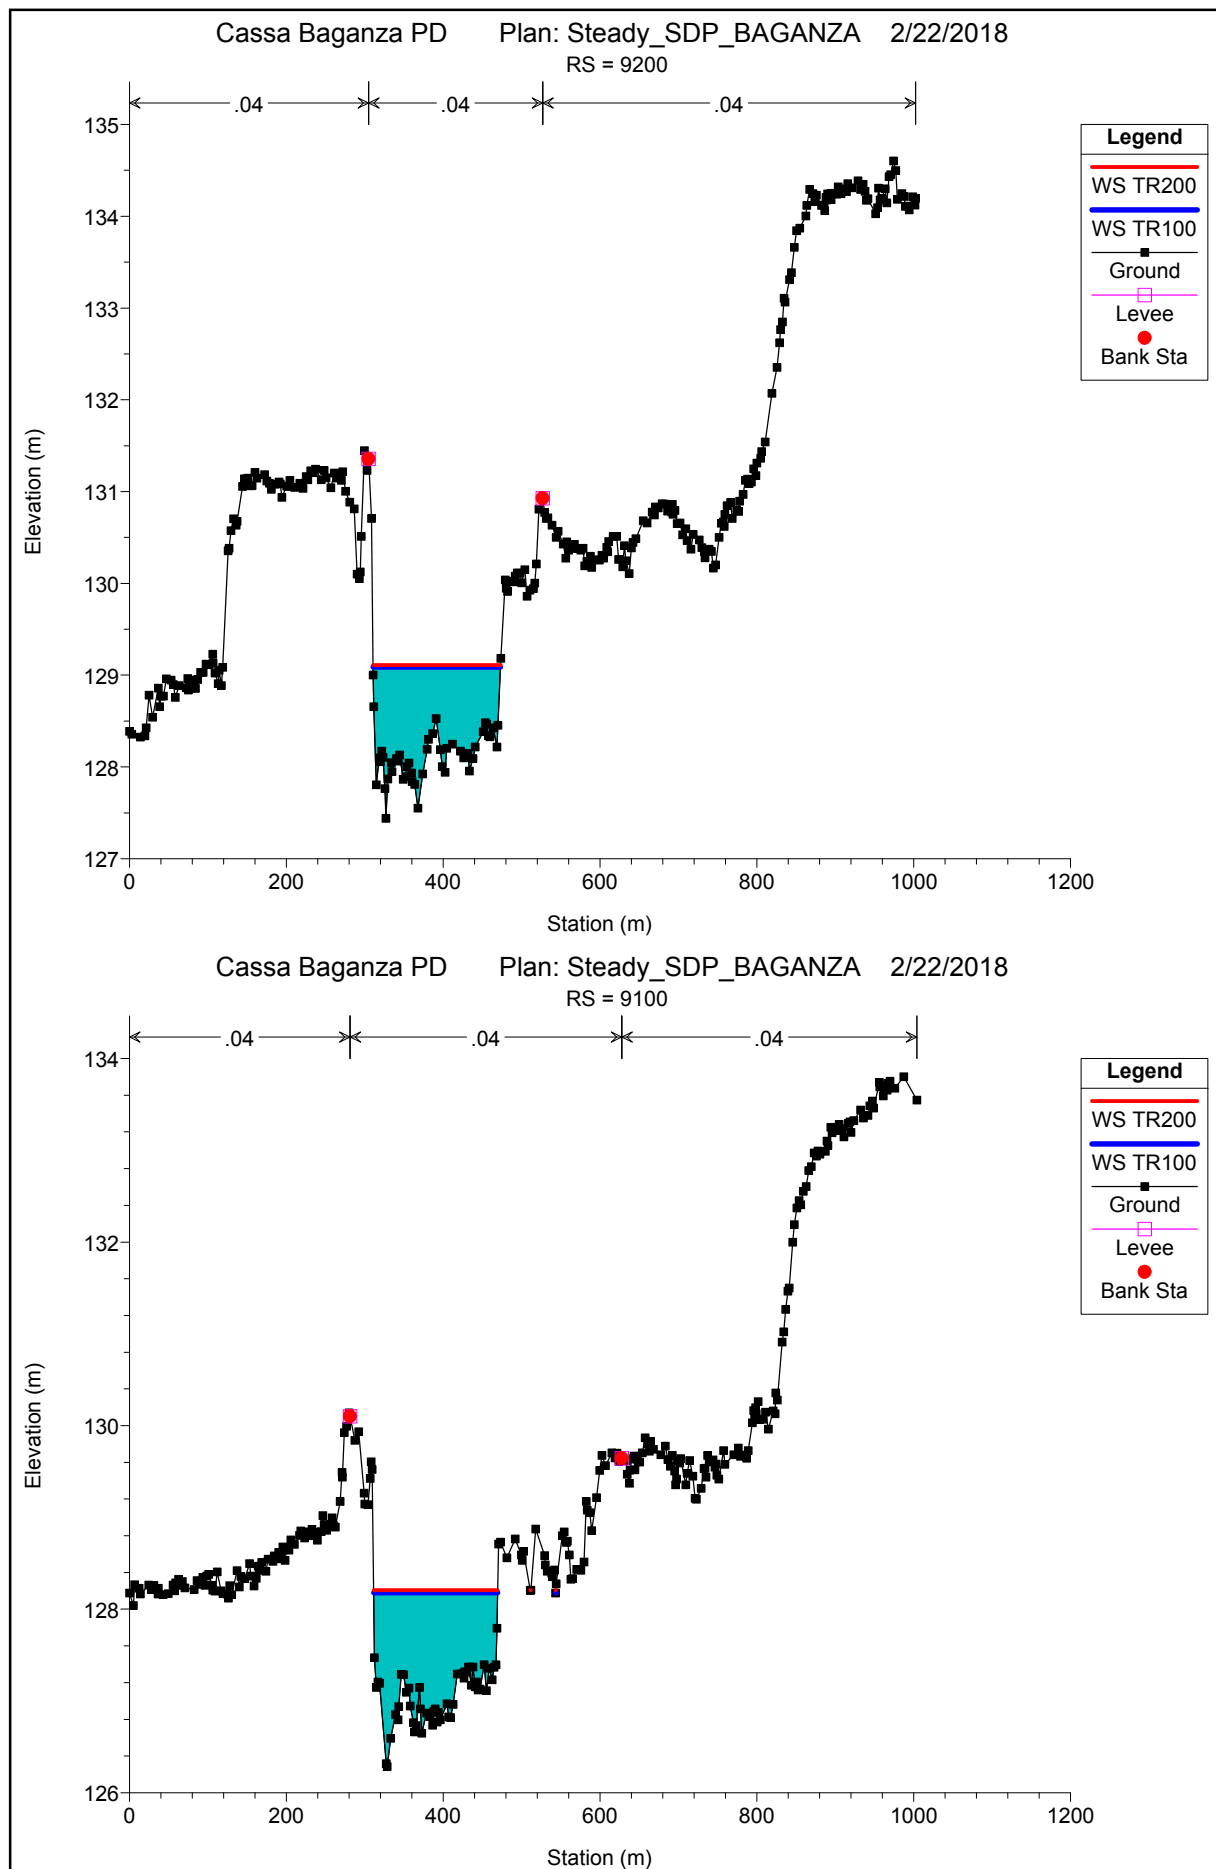 Cassa Baganza PD Plan: Steady_SDP_BAGANZA 2/22/2018
RS = 9200
.04 .04 .04
135
134
133
132
131
130
129
128
127
Elevation (m)
0 200 400 600 800 1000 1200
Station (m)
Legend
WS TR200
WS TR100
Ground
Levee
Bank Sta
Cassa Baganza PD Plan: Steady_SDP_BAGANZA 2/22/2018
RS = 9100
.04 .04 .04
134
132
130
128
126
Elevation (m)
0 200 400 600 800 1000 1200
Station (m)
Legend
WS TR200
WS TR100
Ground
Levee
Bank Sta